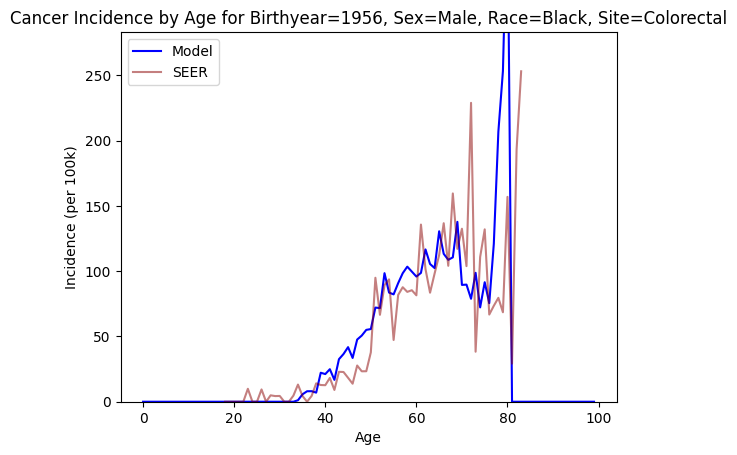 Cancer Incidence by Age for Birthyear=1956, Sex=Male, Race=Black, Site=Colorectal
Model
SEER
Incidence (per 100k)
250
200
150
100
50
0
0 20 40 60 80 100
Age